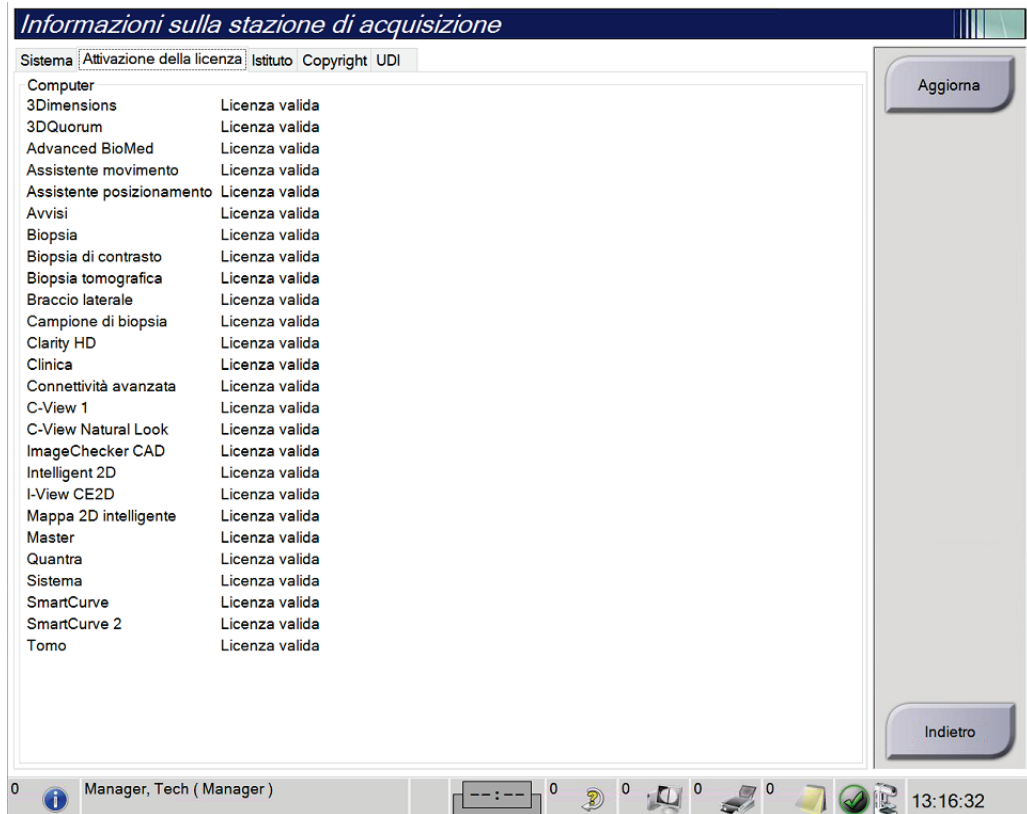 Informazioni sulla stazione di acquisizione
Sistema Attivazione della licenza Istituto Copyright UDI
Computer
3Dimensions Licenza valida
3DQuorum Licenza valida
Advanced BioMed Licenza valida
Assistente movimento Licenza valida
Assistente posizionamento Licenza valida
Avvisi Licenza valida
Biopsia Licenza valida
Biopsia di contrasto Licenza valida
Biopsia tomografica Licenza valida
Braccio laterale Licenza valida
Campione di biopsia Licenza valida
Clarity HD Licenza valida
Clinica Licenza valida
Connettività avanzata Licenza valida
C-View 1 Licenza valida
C-View Natural Look Licenza valida
ImageChecker CAD Licenza valida
Intelligent 2D Licenza valida
I-View CE2D Licenza valida
Mappa 2D intelligente Licenza valida
Master Licenza valida
Quantra Licenza valida
Sistema Licenza valida
SmartCurve Licenza valida
SmartCurve 2 Licenza valida
Tomo Licenza valida
Aggiorna
Indietro
0 Manager, Tech ( Manager ) --:-- 0 0 0 0 13:16:32